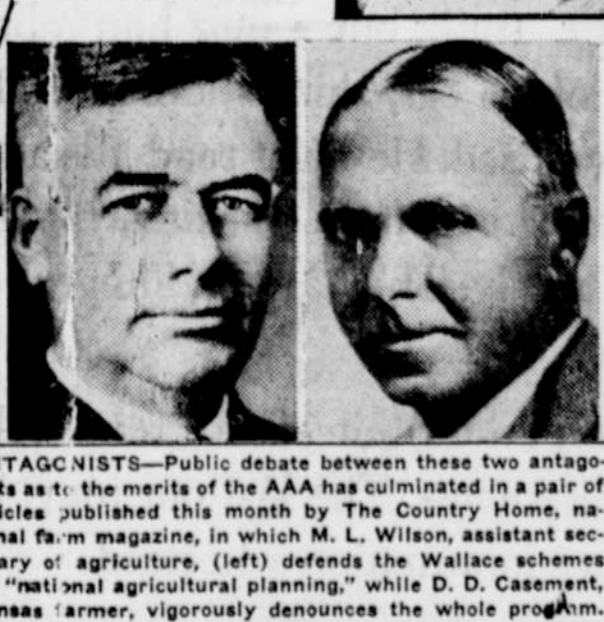 TAGONISTS—Public debate between these two antago-
ts as to the merits of the AAA has culminated in a pair of
icles published this month by The Country Home, na-
nal farm magazine, in which M. L. Wilson, assistant sec-
ary of agriculture, (left) defends the Wallace schemes
"national agricultural planning," while D. D. Casement,
nsas farmer, vigorously denounces the whole program.